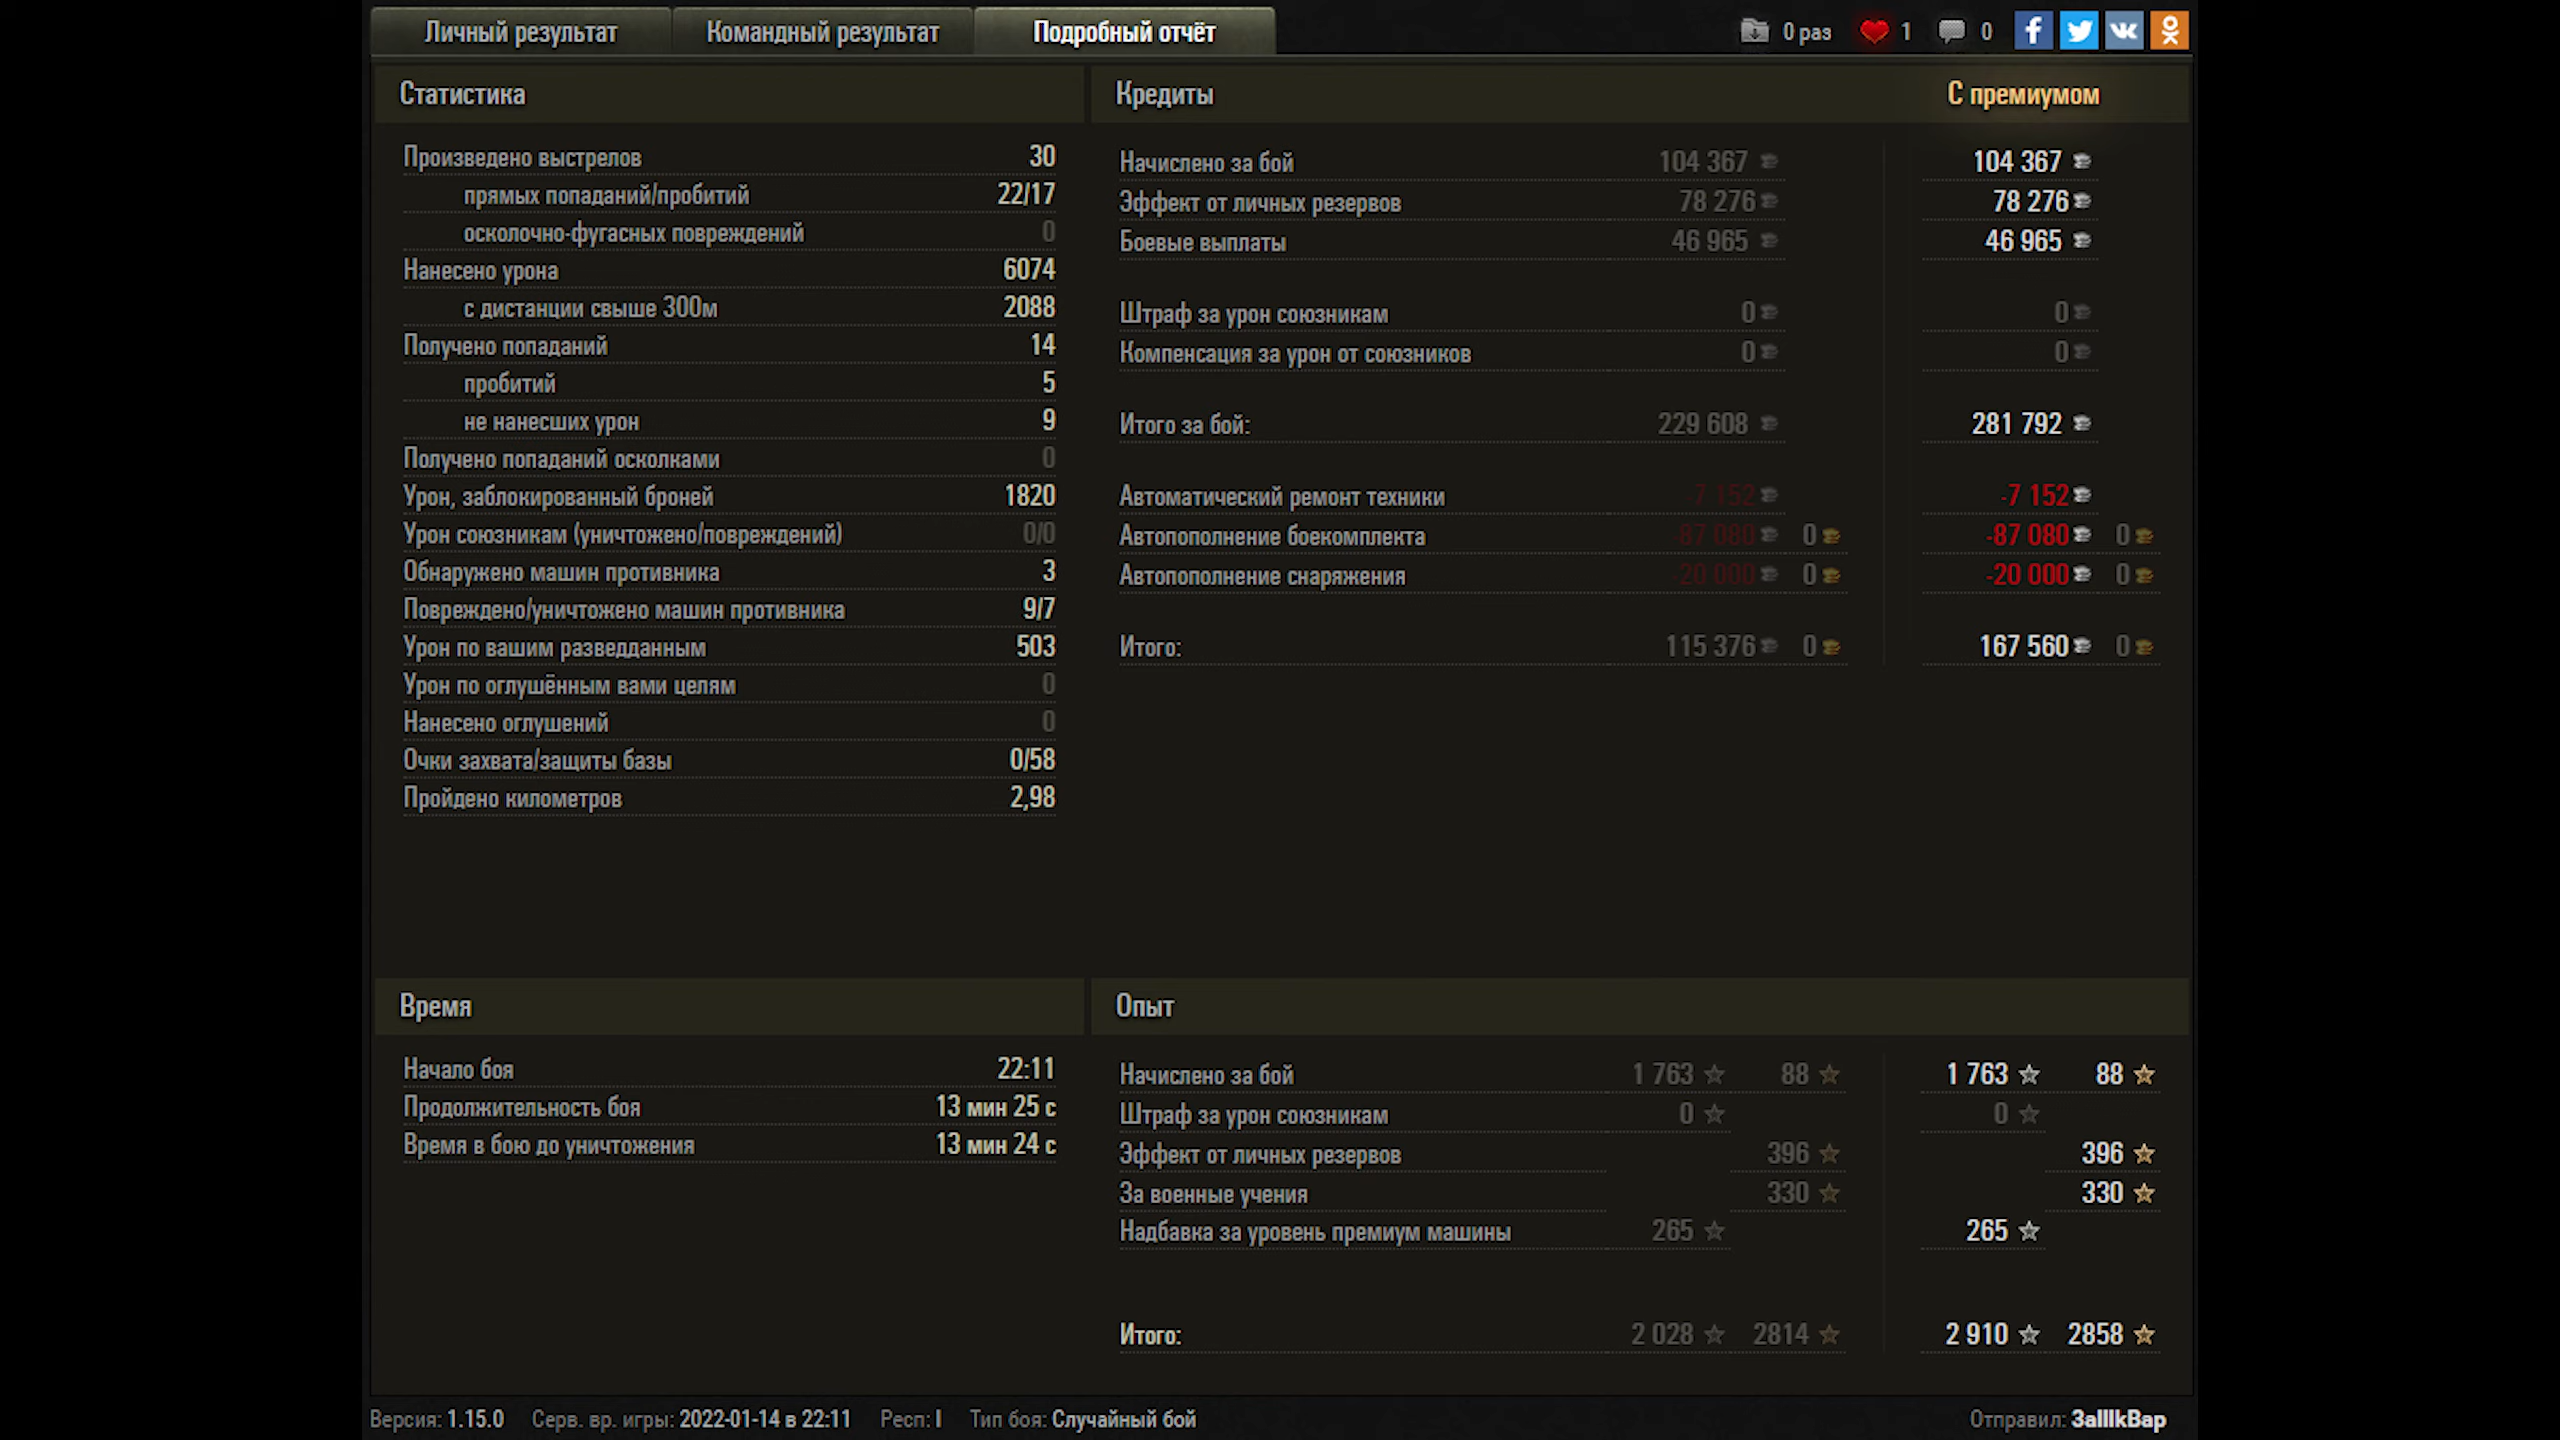 Личный результат Командный результат Подробный отчёт 0 раз 1 0
Статистика
Произведено выстрелов 30
прямых попаданий/пробитий 22/17
осколочно-фугасных повреждений 0
Нанесено урона 6074
с дистанции свыше 300м 2088
Получено попаданий 14
пробитий 5
не нанесших урон 9
Получено попаданий осколками 0
Урон, заблокированный броней 1820
Урон союзникам (уничтожено/повреждений) 0/0
Обнаружено машин противника 3
Повреждено/уничтожено машин противника 9/7
Урон по вашим разведданным 503
Урон по оглушённым вами целям 0
Нанесено оглушений 0
Очки захвата/защиты базы 0/58
Пройдено километров 2,98
Кредиты С премиумом
Начислено за бой 104 367 104 367
Эффект от личных резервов 78 276 78 276
Боевые выплаты 46 965 46 965
Штраф за урон союзникам 0 0
Компенсация за урон от союзников 0 0
Итого за бой: 229 608 281 792
Автоматический ремонт техники -7 152 -7 152
Автопополнение боекомплекта -87 080 0 -87 080 0
Автопополнение снаряжения -20 000 0 -20 000 0
Итого: 115 376 0 167 560 0
Время
Начало боя 22:11
Продолжительность боя 13 мин 25 с
Время в бою до уничтожения 13 мин 24 с
Опыт
Начислено за бой 1 763 88 1 763 88
Штраф за урон союзникам 0 0
Эффект от личных резервов 396 396
За военные учения 330 330
Надбавка за уровень премиум машины 265 265
Итого: 2 028 2814 2 910 2858
Версия: 1.15.0 Серв. вр. игры: 2022-01-14 в 22:11 Респ: I Тип боя: Случайный бой Отправил: 3aIIIkBap